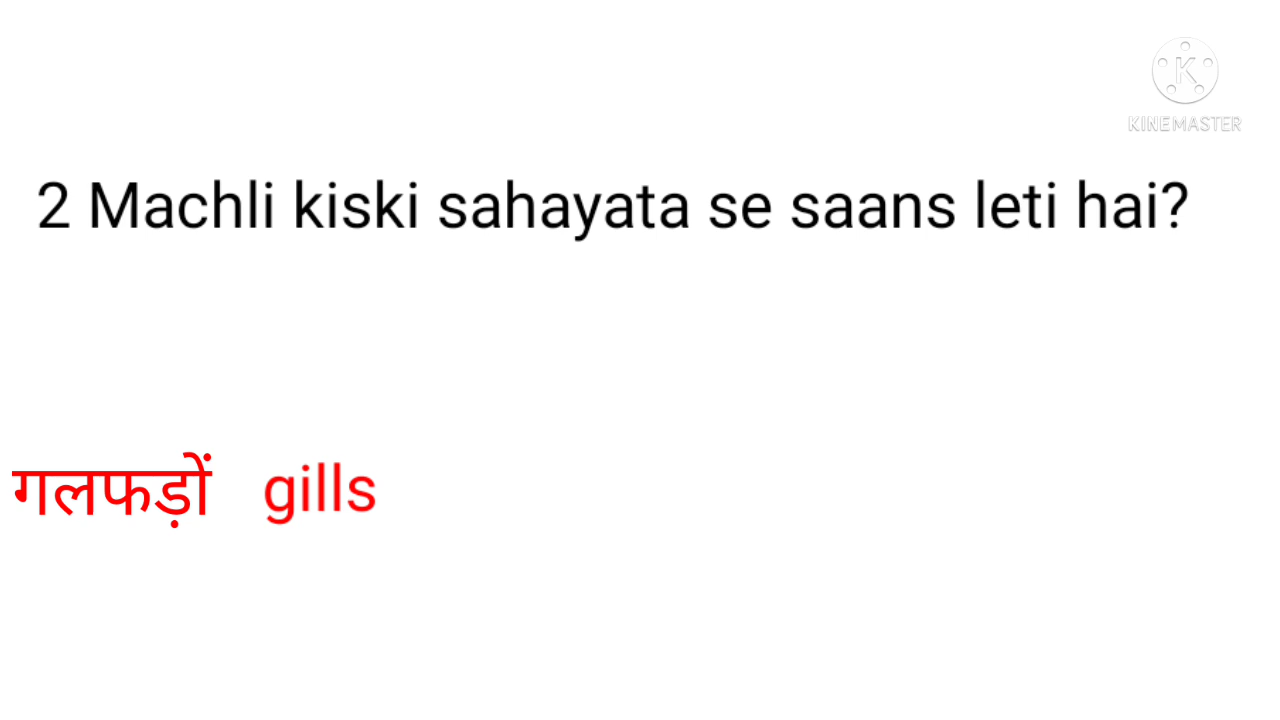 KINEMASTER
2 Machli kiski sahayata se saans leti hai?
गलफड़ों gills